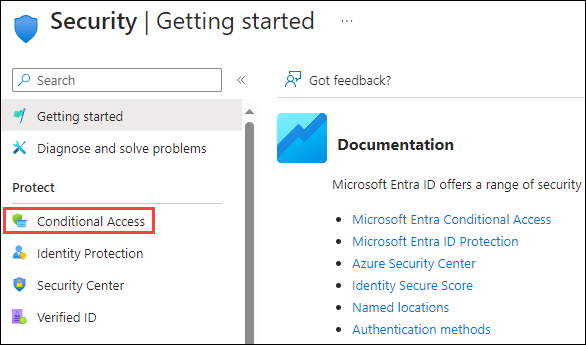 Security | Getting started ...
Search «
Got feedback?
Getting started
Diagnose and solve problems
Protect
Conditional Access
Identity Protection
Security Center
Verified ID
Documentation
Microsoft Entra ID offers a range of security
Microsoft Entra Conditional Access
Microsoft Entra ID Protection
Azure Security Center
Identity Secure Score
Named locations
Authentication methods